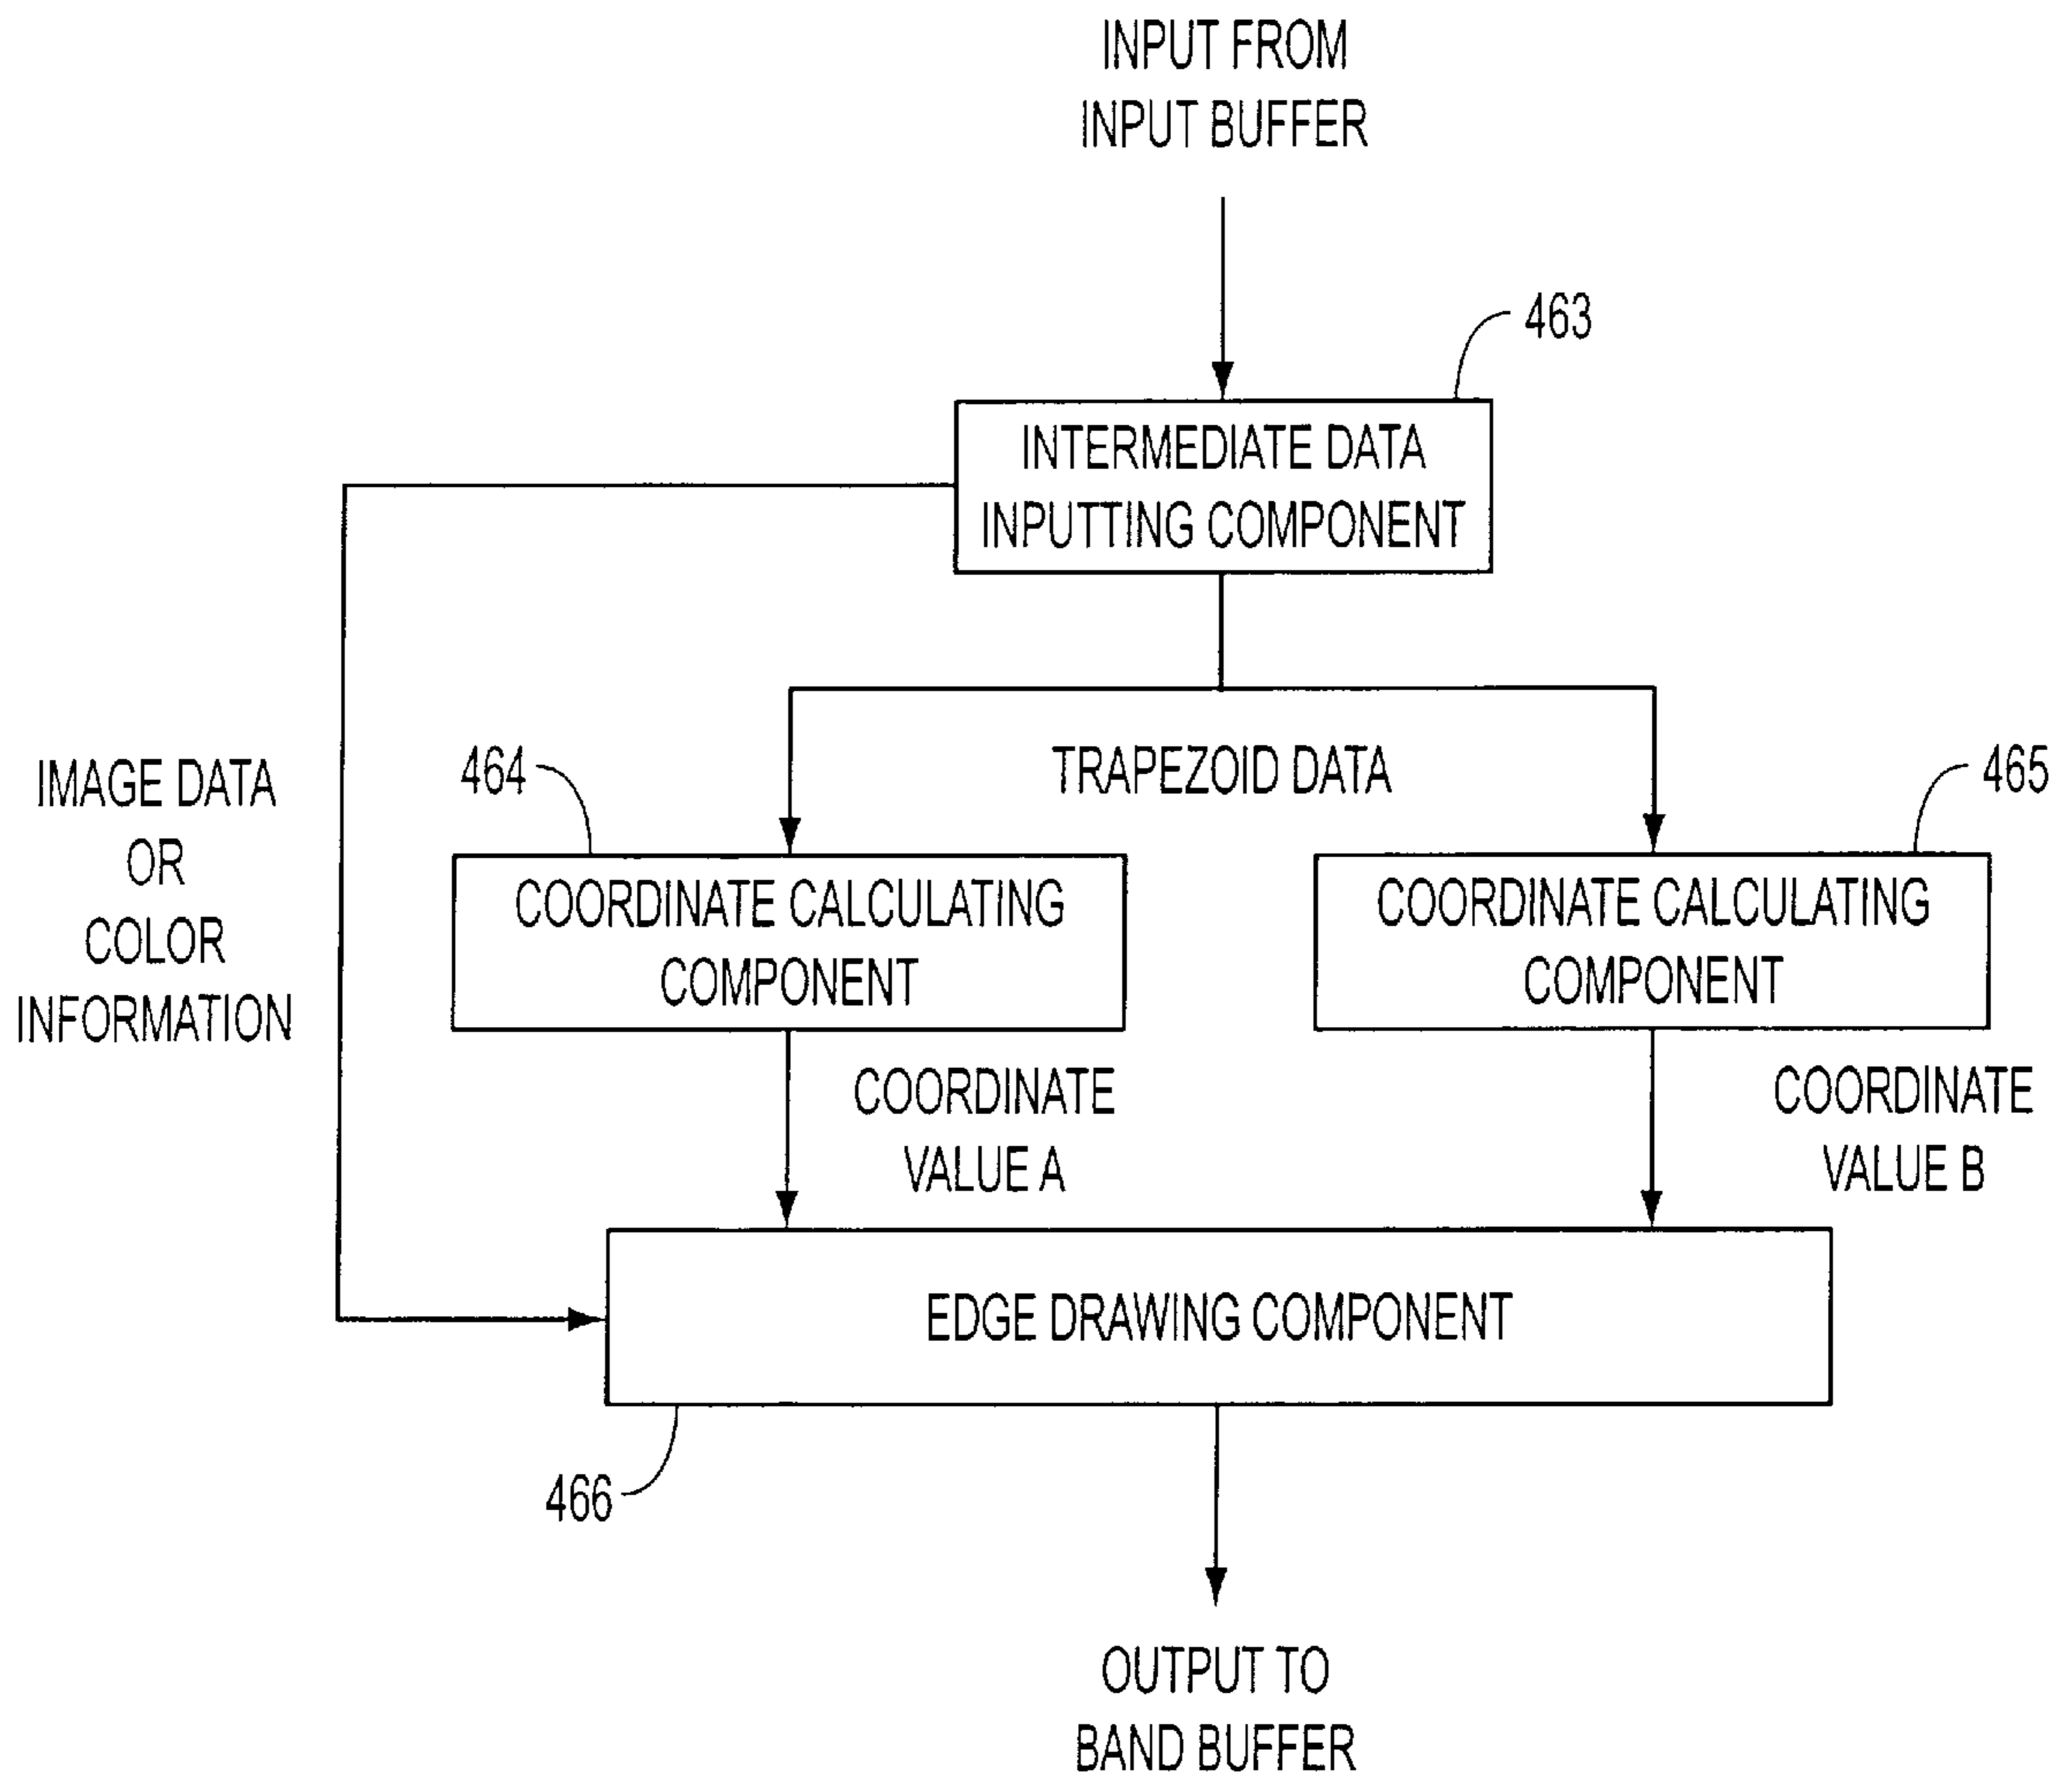 INPUT FROM
INPUT BUFFER
463
INTERMEDIATE DATA
INPUTTING COMPONENT
TRAPEZOID DATA
464
465
IMAGE DATA
OR
COLOR
INFORMATION
COORDINATE CALCULATING
COMPONENT
COORDINATE CALCULATING
COMPONENT
COORDINATE
VALUE A
COORDINATE
VALUE B
EDGE DRAWING COMPONENT
466
OUTPUT TO
BAND BUFFER